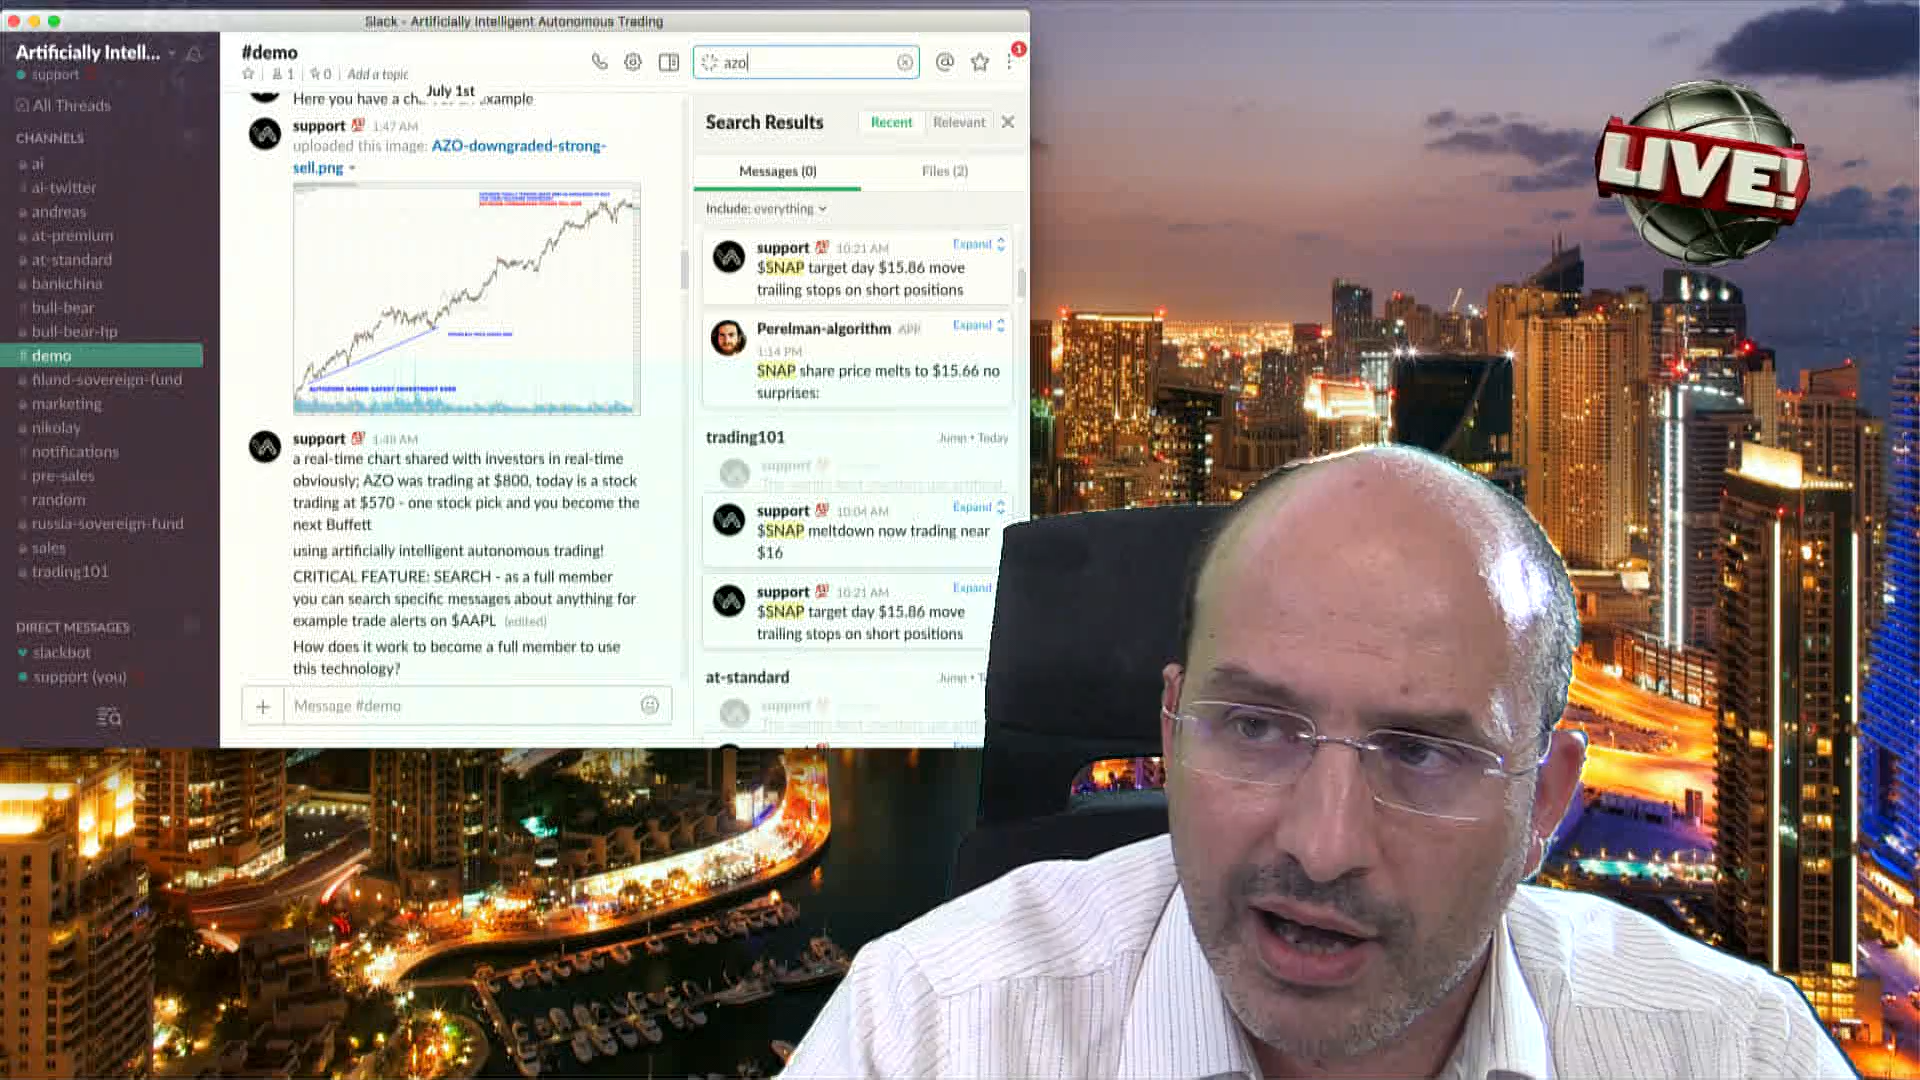 Slack - Artificially Intelligent Autonomous Trading
Artificially Intell...
support
All Threads
CHANNELS
ai
ai-twitter
andreas
at-premium
at-standard
bankchina
bull-bear
bull-bear-hp
demo
filand-sovereign-fund
marketing
nikolay
notifications
pre-sales
random
russia-sovereign-fund
sales
trading101
DIRECT MESSAGES
slackbot
support (you)
#demo
1
0
Add a topic
July 1st
Here you have a example
support 💯 1:47 AM
uploaded this image: AZO-downgraded-strong-
sell.png
support 💯 1:48 AM
a real-time chart shared with investors in real-time
obviously; AZO was trading at $800, today is a stock
trading at $570 - one stock pick and you become the
next Buffett
using artificially intelligent autonomous trading!
CRITICAL FEATURE: SEARCH - as a full member
you can search specific messages about anything for
example trade alerts on $AAPL (edited)
How does it work to become a full member to use
this technology?
+ Message #demo
azo
@
1
Search Results Recent Relevant
Messages (0) Files (2)
Include: everything
support 💯 10:21 AM Expand
$SNAP target day $15.86 move
trailing stops on short positions
Perelman-algorithm APP Expand
1:14 PM
SNAP share price melts to $15.66 no
surprises:
trading101 Jump • Today
support
support 💯 10:04 AM Expand
$SNAP meltdown now trading near
$16
support 💯 10:21 AM Expand
$SNAP target day $15.86 move
trailing stops on short positions
at-standard Jump •
support
LIVE!